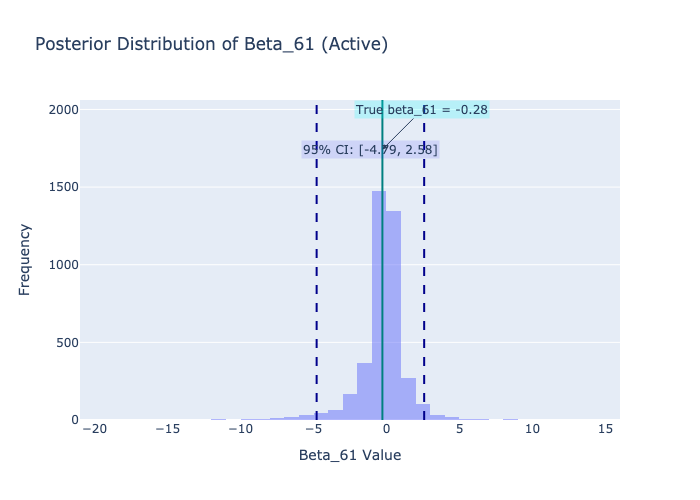 Posterior Distribution of Beta_61 (Active)
True beta_61 = -0.28
95% CI: [-4.79, 2.58]
Frequency
2000
1500
1000
500
0
−20
−15
−10
−5
0
5
10
15
Beta_61 Value